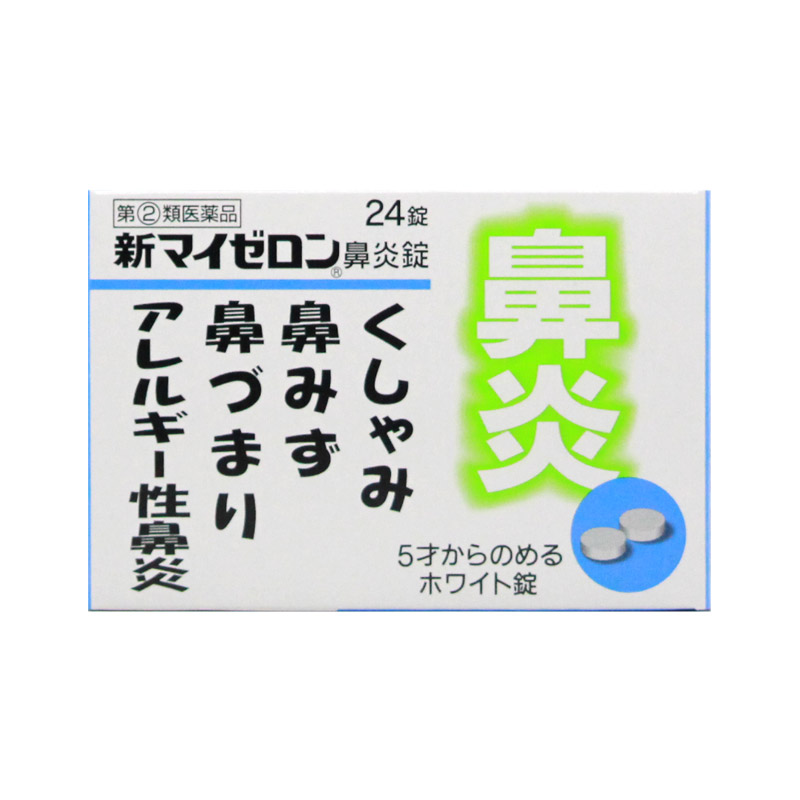 第②類医薬品
24錠
新マイゼロン®鼻炎錠
くしゃみ
鼻みず
鼻づまり
アレルギー性鼻炎
鼻炎
5才からのめる
ホワイト錠